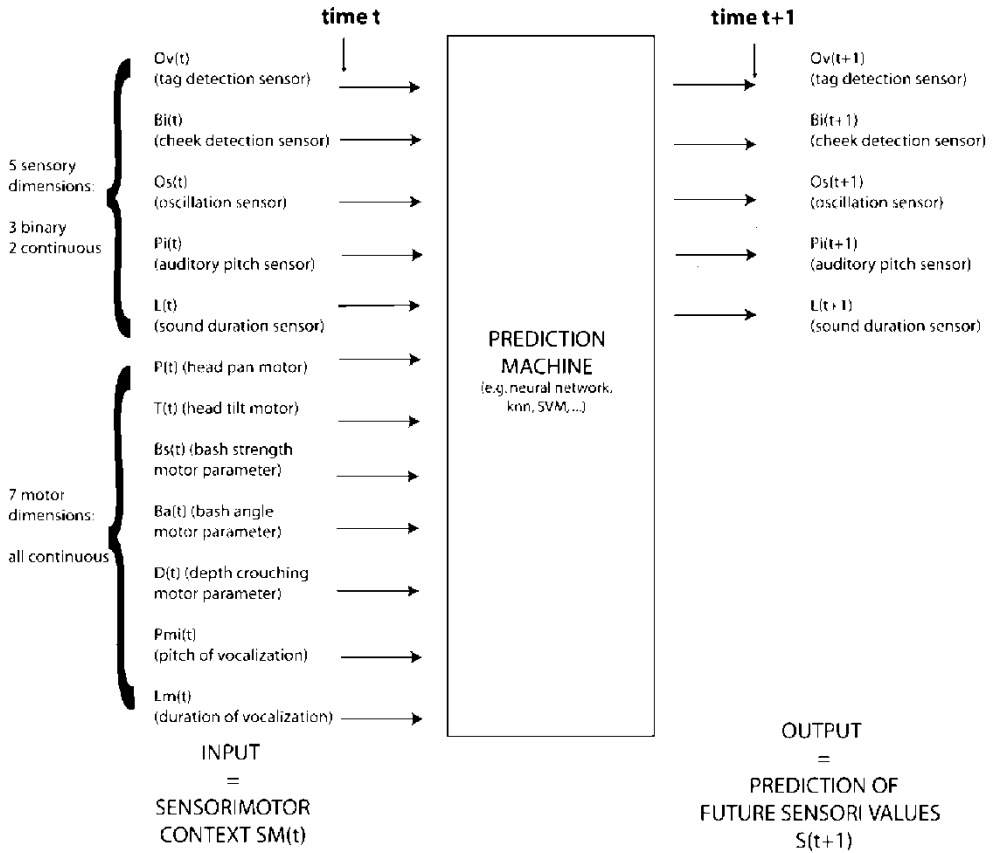 time t
time t+1
5 sensory
dimensions:
3 binary
2 continuous
Ov(t)
(tag detection sensor)
Bi(t)
(cheek detection sensor)
Os(t)
(oscillation sensor)
Pi(t)
(auditory pitch sensor)
L(t)
(sound duration sensor)
7 motor
dimensions:
all continuous
P(t) (head pan motor)
T(t) (head tilt motor)
Bs(t) (bash strength
motor parameter)
Ba(t) (bash angle
motor parameter)
D(t) (depth crouching
motor parameter)
Pmi(t)
(pitch of vocalization)
Lm(t)
(duration of vocalization)
INPUT
=
SENSORIMOTOR
CONTEXT SM(t)
PREDICTION
MACHINE
(e.g. neural network,
knn, SVM, ...)
Ov(t+1)
(tag detection sensor)
Bi(t+1)
(cheek detection sensor)
Os(t+1)
(oscillation sensor)
Pi(t+1)
(auditory pitch sensor)
L(t+1)
(sound duration sensor)
OUTPUT
=
PREDICTION OF
FUTURE SENSORI VALUES
S(t+1)